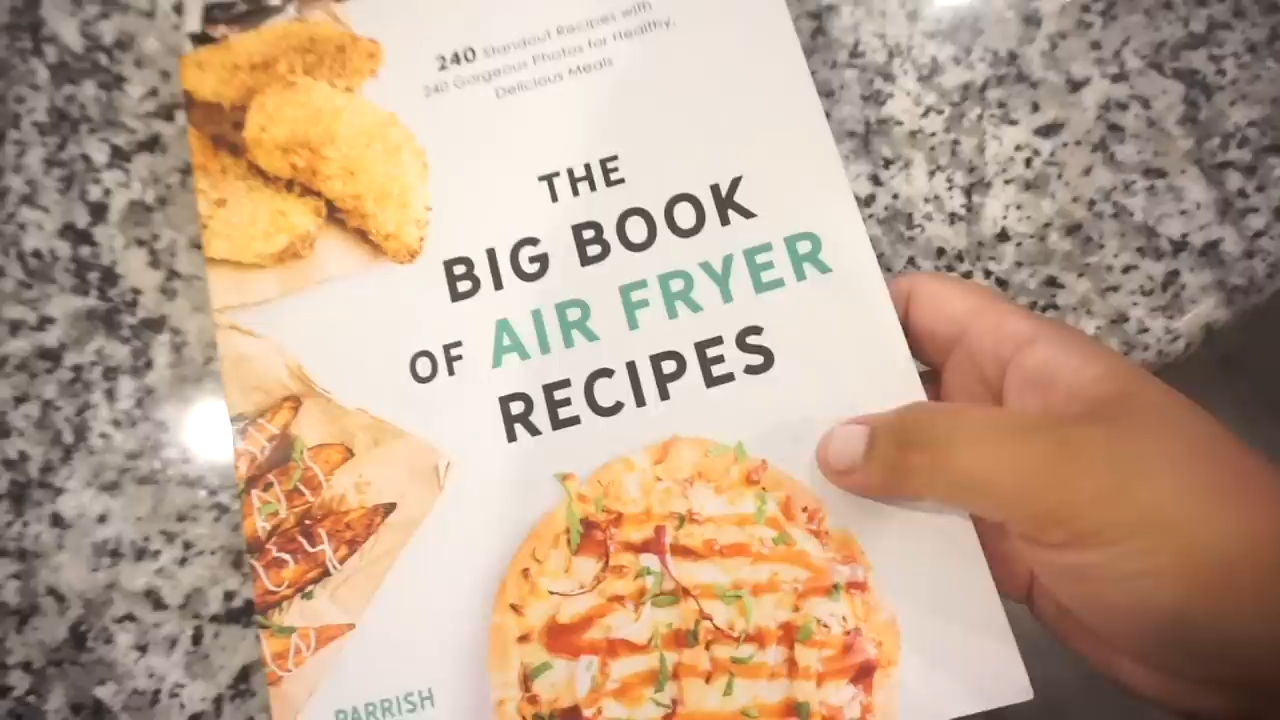 240 Standout Recipes with
240 Gorgeous Photos for Healthy,
Delicious Meals
THE
BIG BOOK
OF AIR FRYER
RECIPES
PARRISH